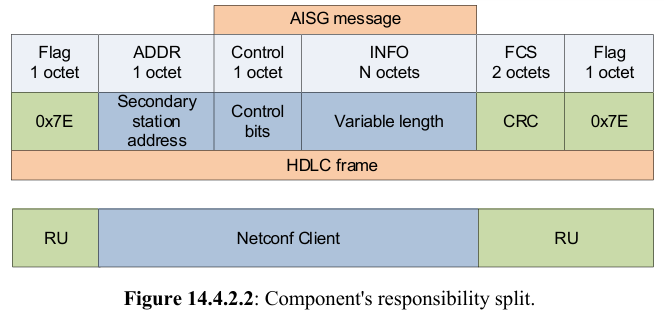 AISG message
Flag
1 octet
ADDR
1 octet
Control
1 octet
INFO
N octets
FCS
2 octets
Flag
1 octet
0x7E
Secondary
station
address
Control
bits
Variable length
CRC
0x7E
HDLC frame
RU
Netconf Client
RU
Figure 14.4.2.2: Component's responsibility split.